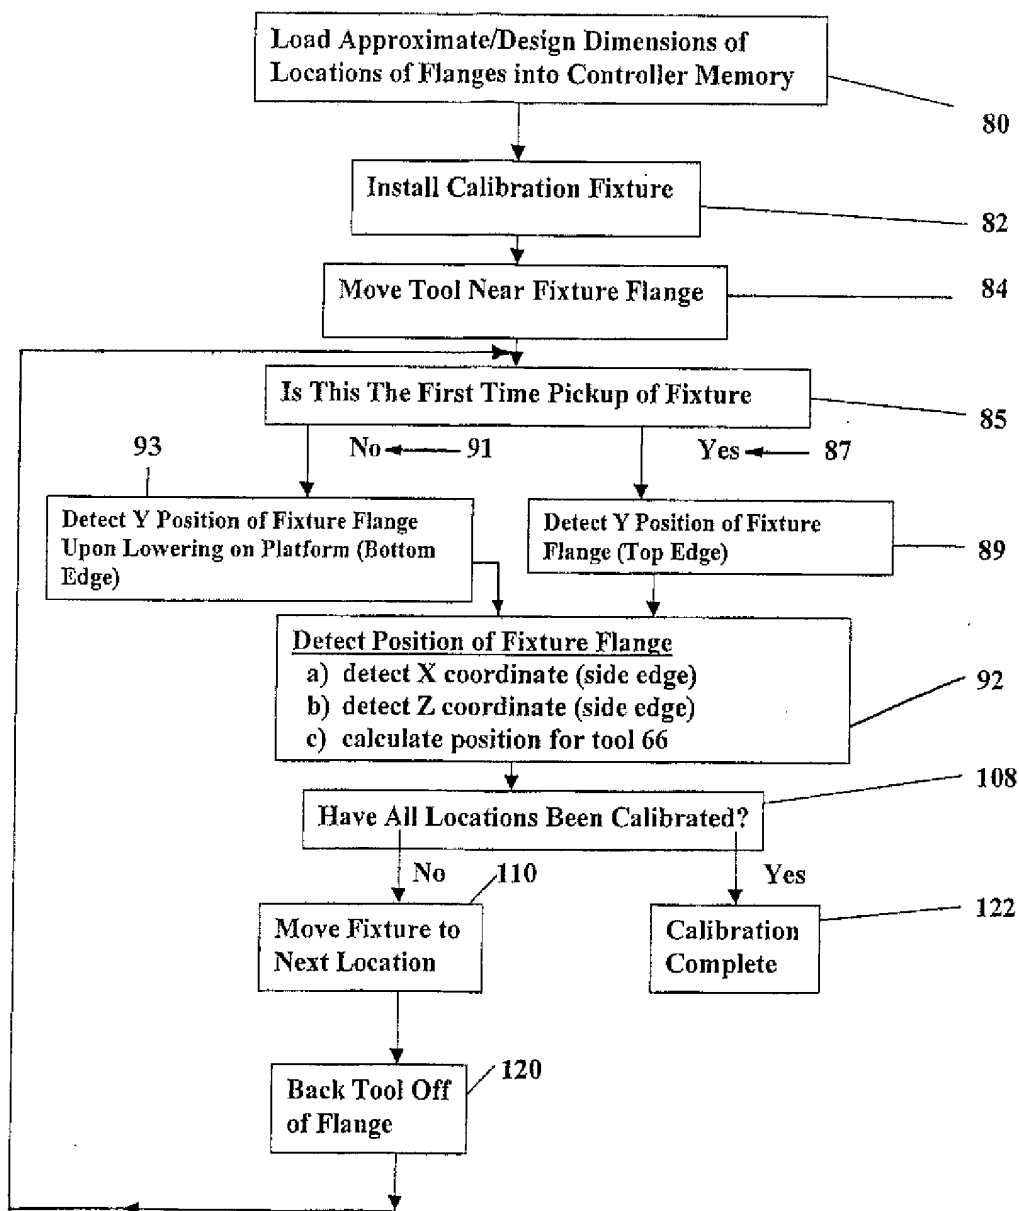 Load Approximate/Design Dimensions of
Locations of Flanges into Controller Memory
80
Install Calibration Fixture
82
Move Tool Near Fixture Flange
84
Is This The First Time Pickup of Fixture
85
93
No
91
Yes
87
Detect Y Position of Fixture Flange
Upon Lowering on Platform (Bottom
Edge)
Detect Y Position of Fixture
Flange (Top Edge)
89
Detect Position of Fixture Flange
a) detect X coordinate (side edge)
b) detect Z coordinate (side edge)
c) calculate position for tool 66
92
Have All Locations Been Calibrated?
108
No
110
Yes
Move Fixture to
Next Location
Calibration
Complete
122
Back Tool Off
of Flange
120